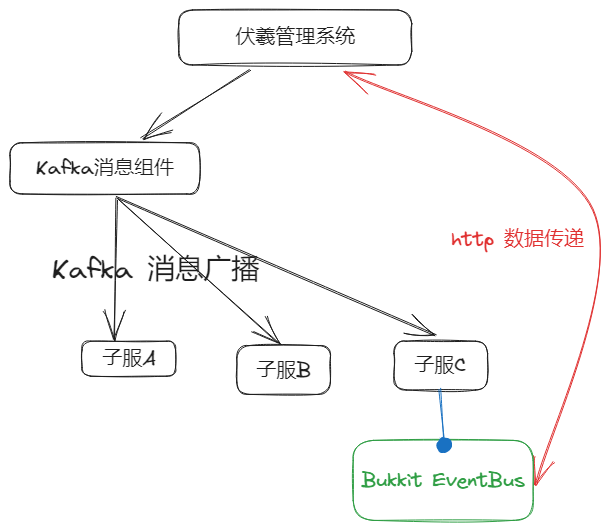 伏羲管理系统
Kafka消息组件
http 数据传递
Kafka 消息广播
子服A
子服B
子服C
Bukkit EventBus